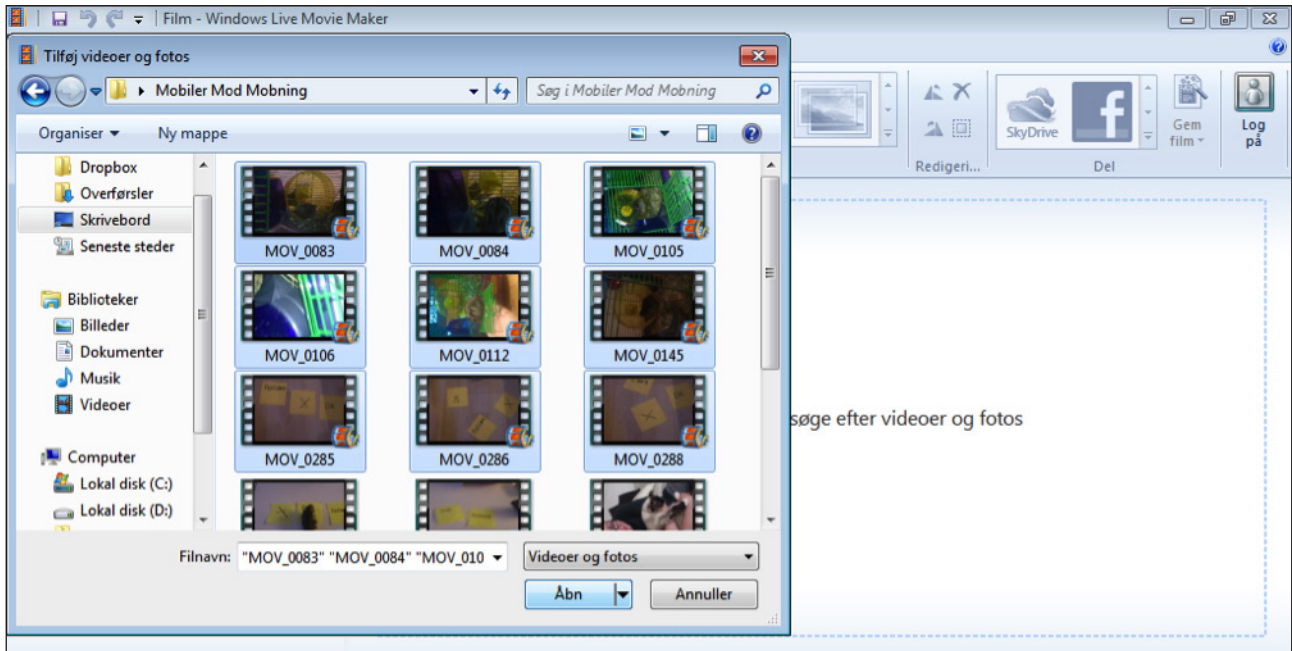 Film - Windows Live Movie Maker
Tilføj videoer og fotos
Mobiler Mod Mobning
Søg i Mobiler Mod Mobning
Organiser
Ny mappe
Dropbox
Overførsler
Skrivebord
Seneste steder
Biblioteker
Billeder
Dokumenter
Musik
Videoer
Computer
Lokal disk (C:)
Lokal disk (D:)
MOV_0083
MOV_0084
MOV_0105
MOV_0106
MOV_0112
MOV_0145
MOV_0285
MOV_0286
MOV_0288
Filnavn:
"MOV_0083" "MOV_0084" "MOV_010
Videoer og fotos
Åbn
Annuller
Redigeri...
SkyDrive
f
Del
Gem
film
Log
på
søge efter videoer og fotos